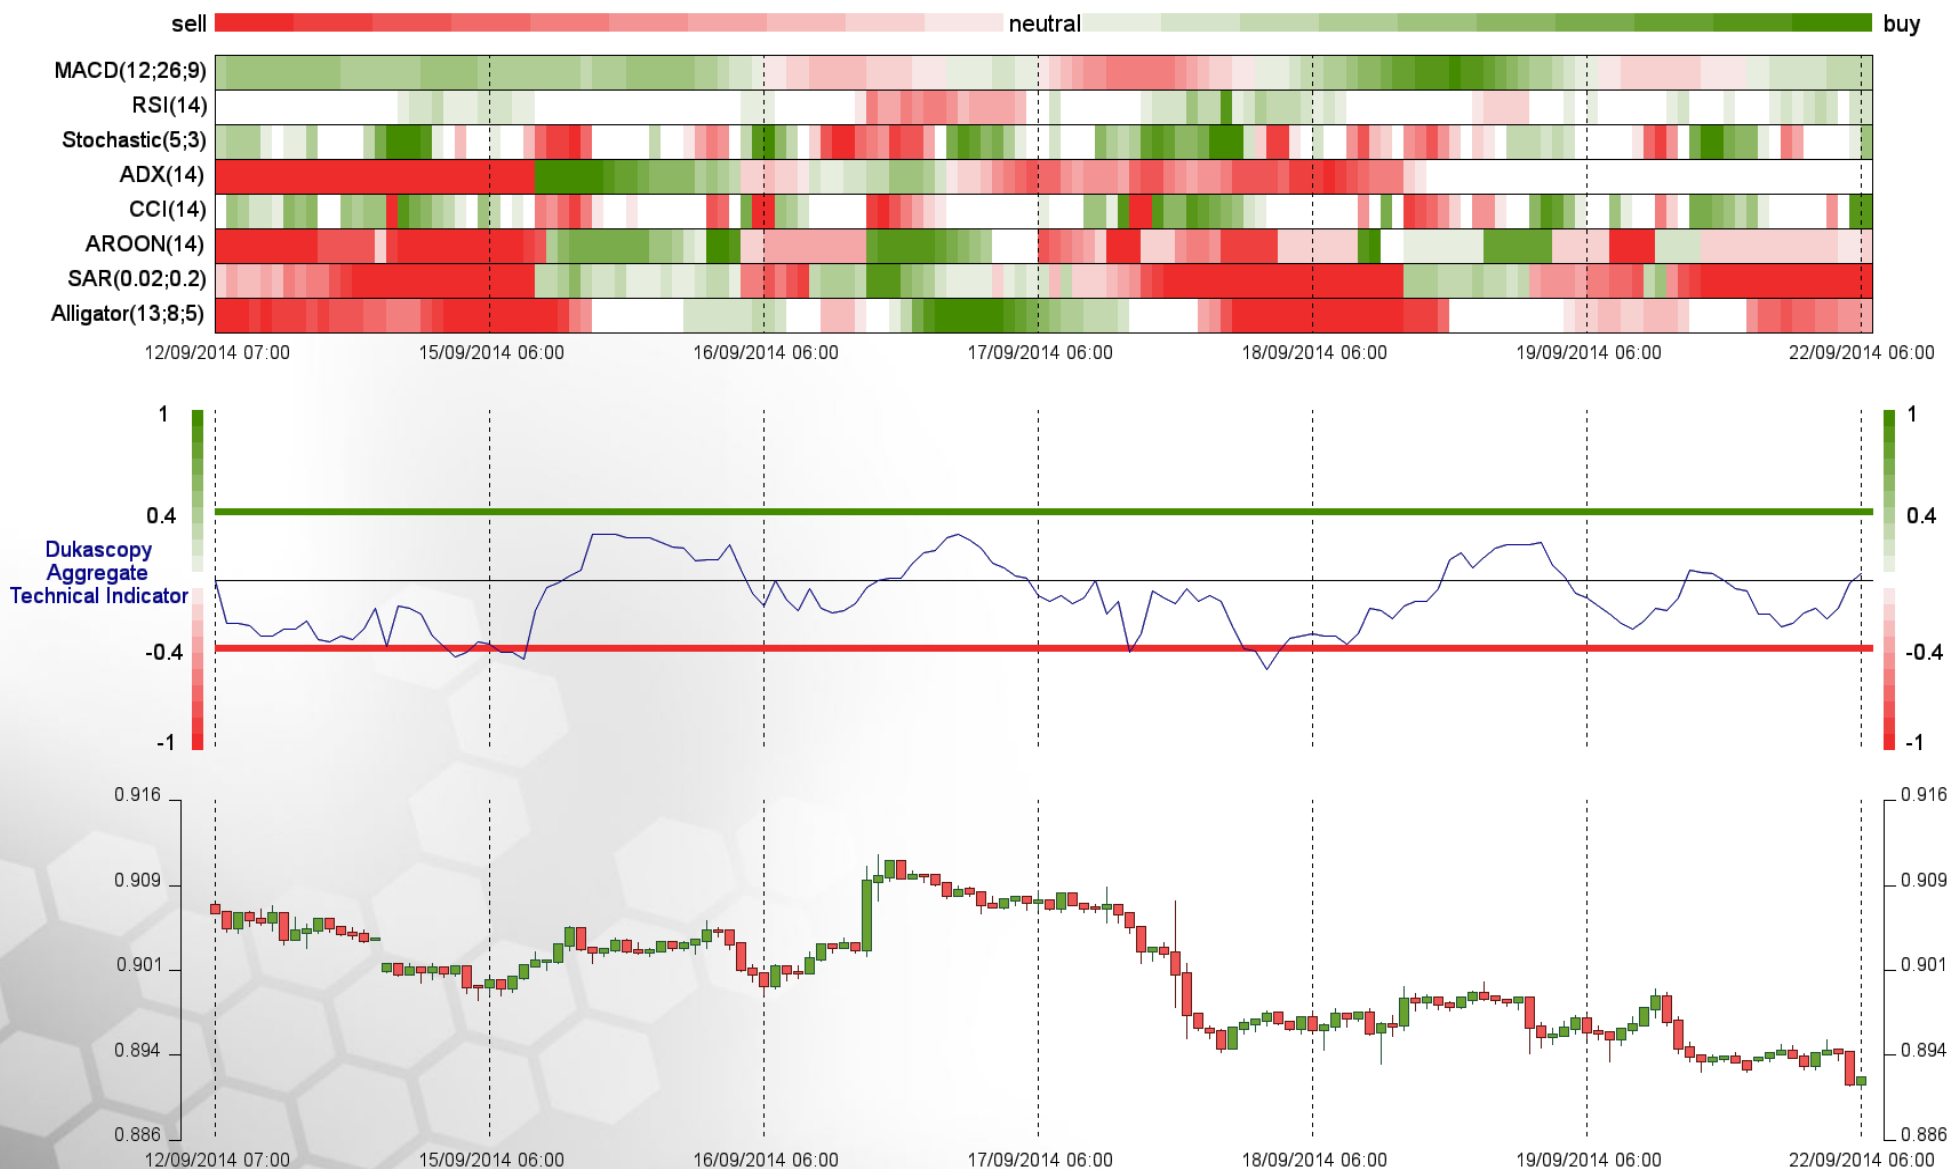 sell neutral buy
MACD(12;26;9)
RSI(14)
Stochastic(5;3)
ADX(14)
CCI(14)
AROON(14)
SAR(0.02;0.2)
Alligator(13;8;5)
12/09/2014 07:00 15/09/2014 06:00 16/09/2014 06:00 17/09/2014 06:00 18/09/2014 06:00 19/09/2014 06:00 22/09/2014 06:00
1 1
0.4 0.4
Dukascopy
Aggregate
Technical Indicator
-0.4 -0.4
-1 -1
0.916 0.916
0.909 0.909
0.901 0.901
0.894 0.894
0.886 0.886
12/09/2014 07:00 15/09/2014 06:00 16/09/2014 06:00 17/09/2014 06:00 18/09/2014 06:00 19/09/2014 06:00 22/09/2014 06:00